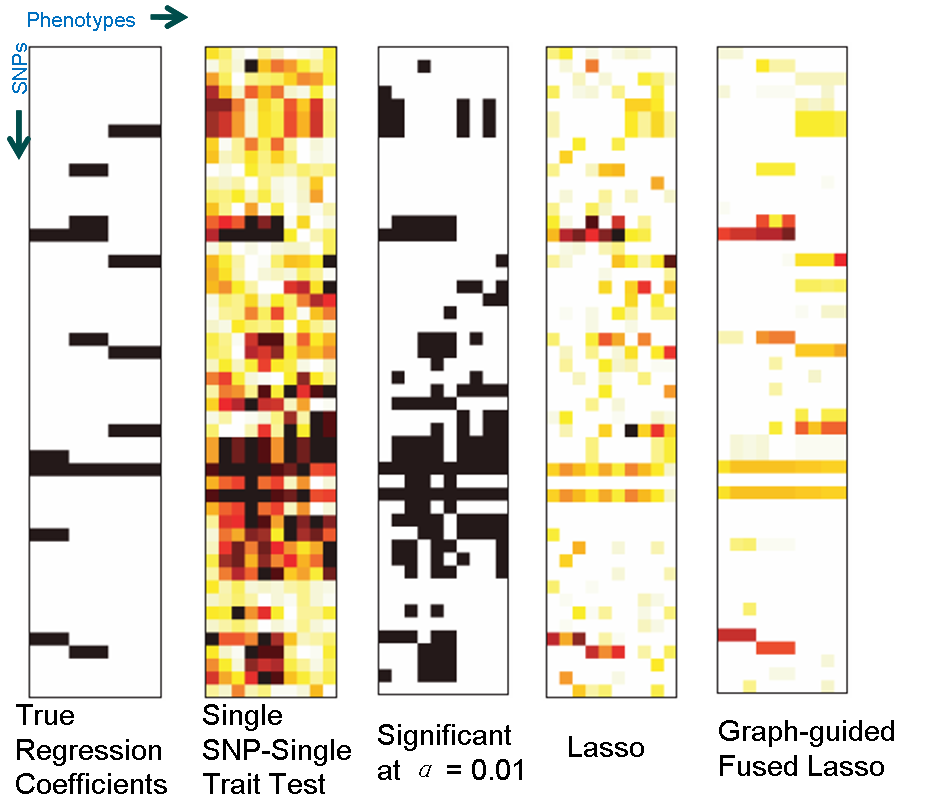 Phenotypes
SNPs
True
Regression
Coefficients
Single
SNP-Single
Trait Test
Significant
at α = 0.01
Lasso
Graph-guided
Fused Lasso